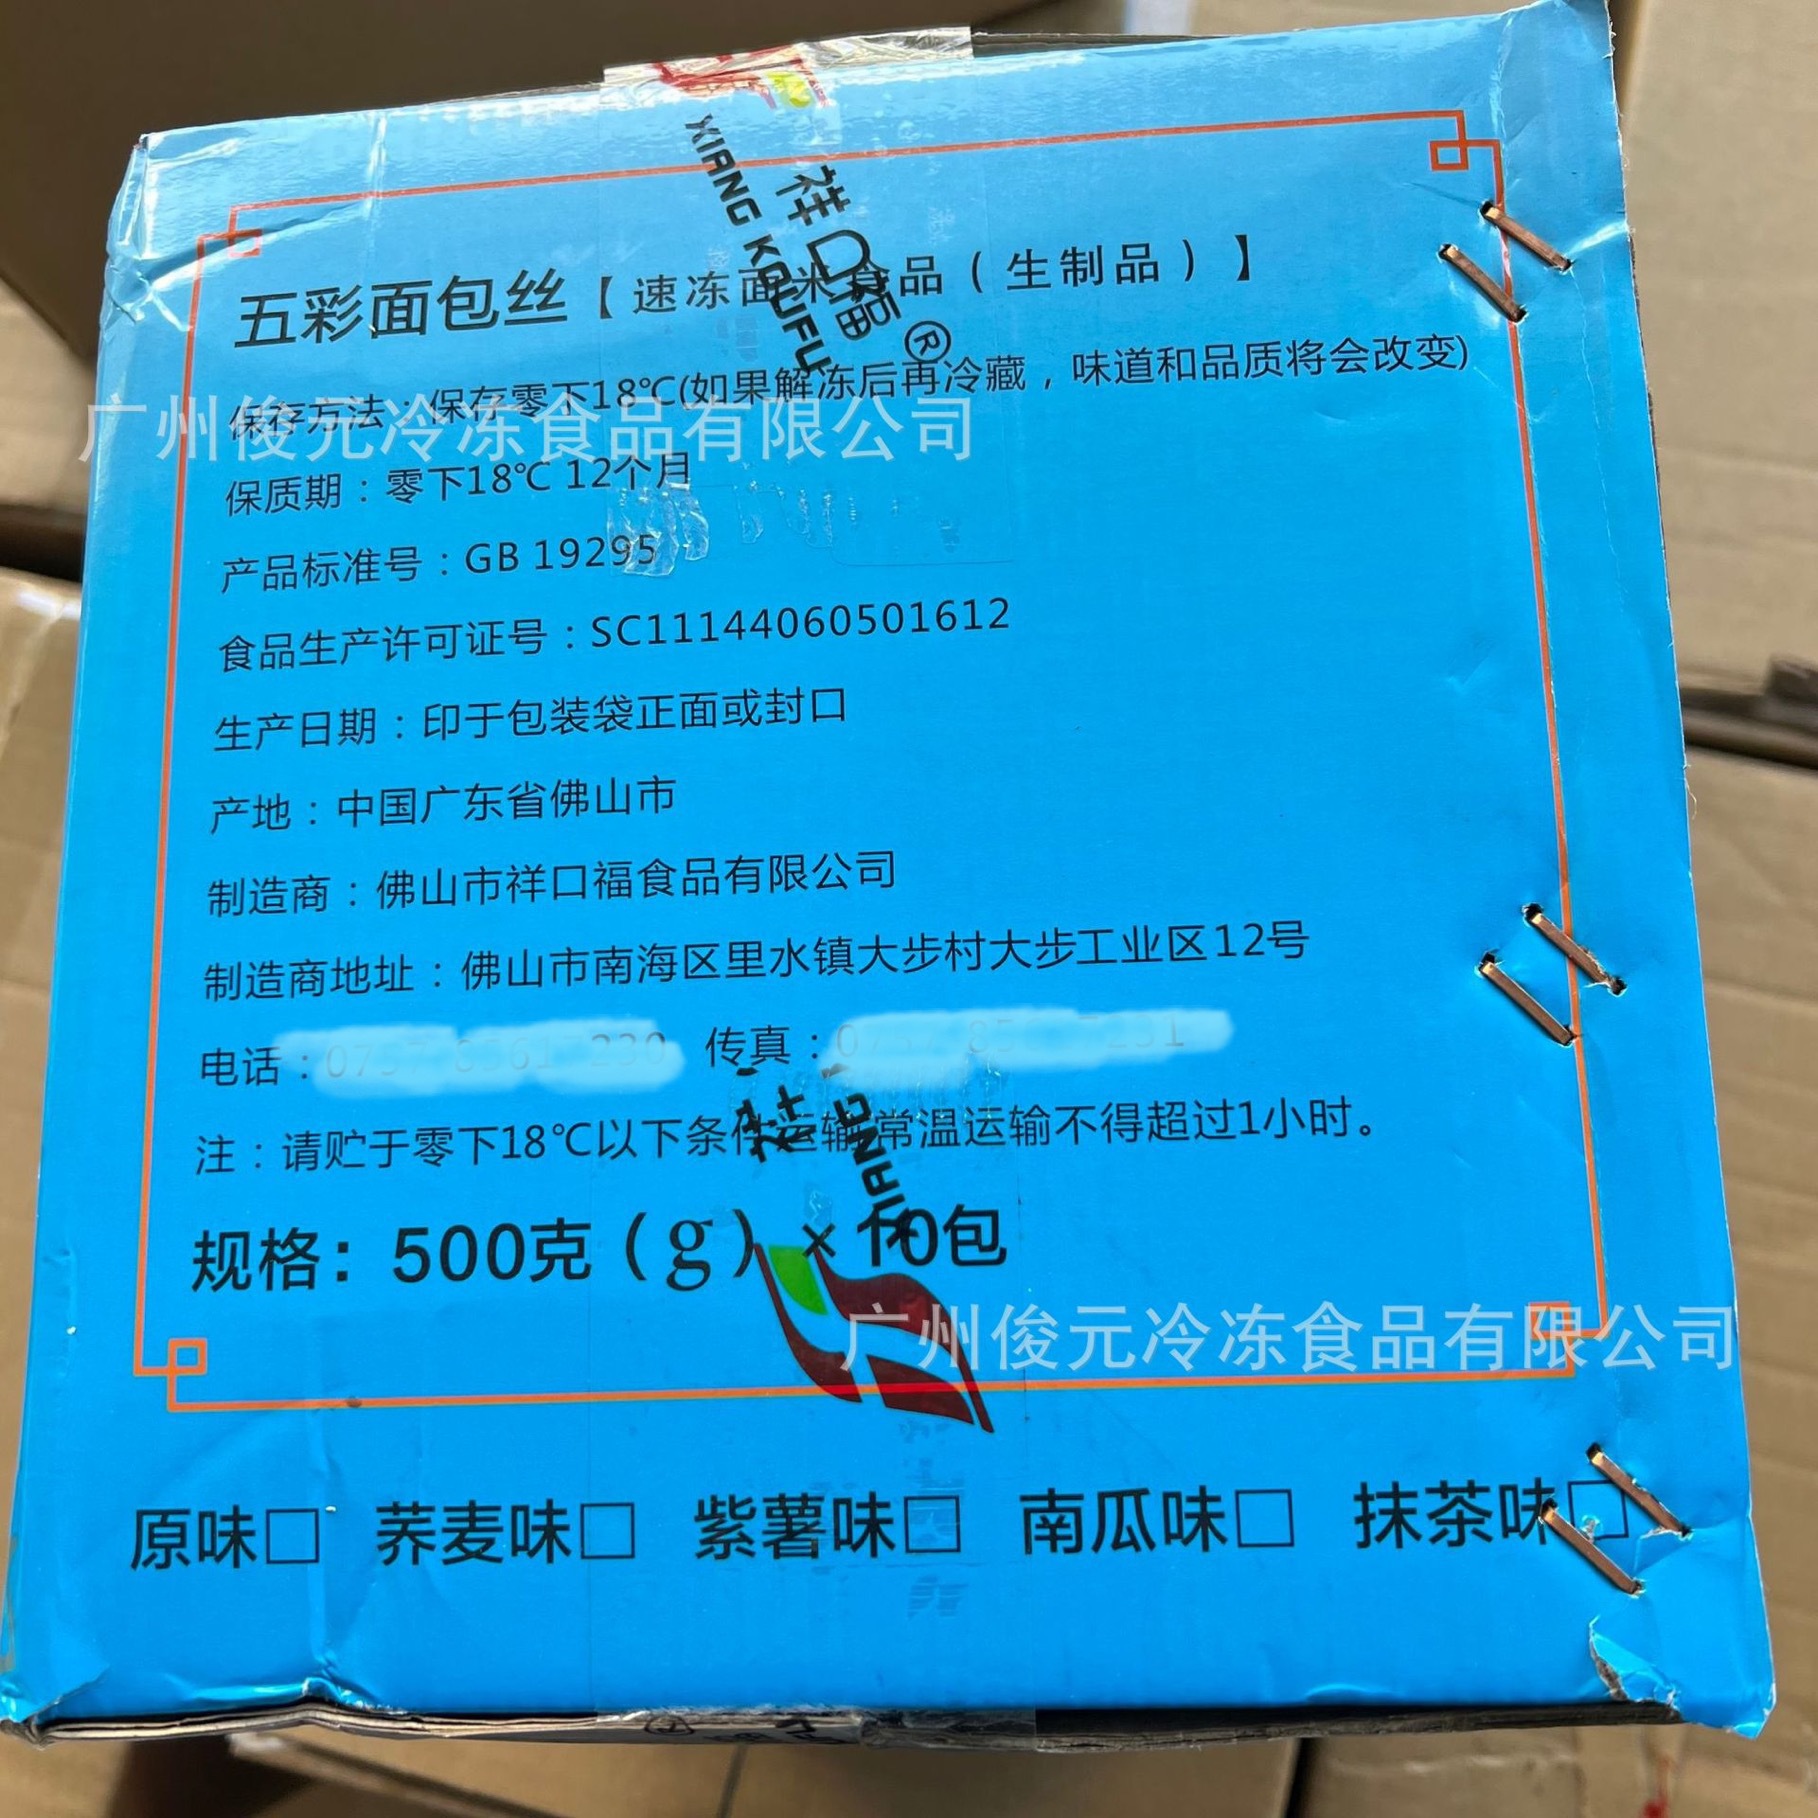 祥口福®
XIANG KOUFU
五彩面包丝【速冻面米食品（生制品）】
保存方法：保存零下18℃(如果解冻后再冷藏，味道和品质将会改变)
广州俊元冷冻食品有限公司
保质期：零下18℃ 12个月
产品标准号：GB 19295
食品生产许可证号：SC11144060501612
生产日期：印于包装袋正面或封口
产地：中国广东省佛山市
制造商：佛山市祥口福食品有限公司
制造商地址：佛山市南海区里水镇大步村大步工业区12号
电话： 传真：
祥
XIANG
注：请贮于零下18℃以下条件运输 常温运输不得超过1小时。
规格：500克（g）×10包
广州俊元冷冻食品有限公司
原味□ 荞麦味□ 紫薯味□ 南瓜味□ 抹茶味□